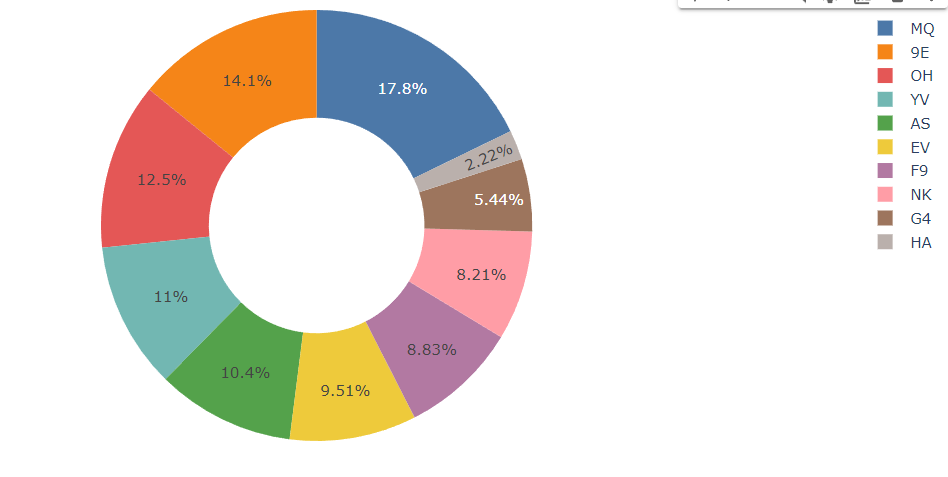 MQ
9E
OH
YV
AS
EV
F9
NK
G4
HA
17.8%
2.22%
5.44%
8.21%
8.83%
9.51%
10.4%
11%
12.5%
14.1%